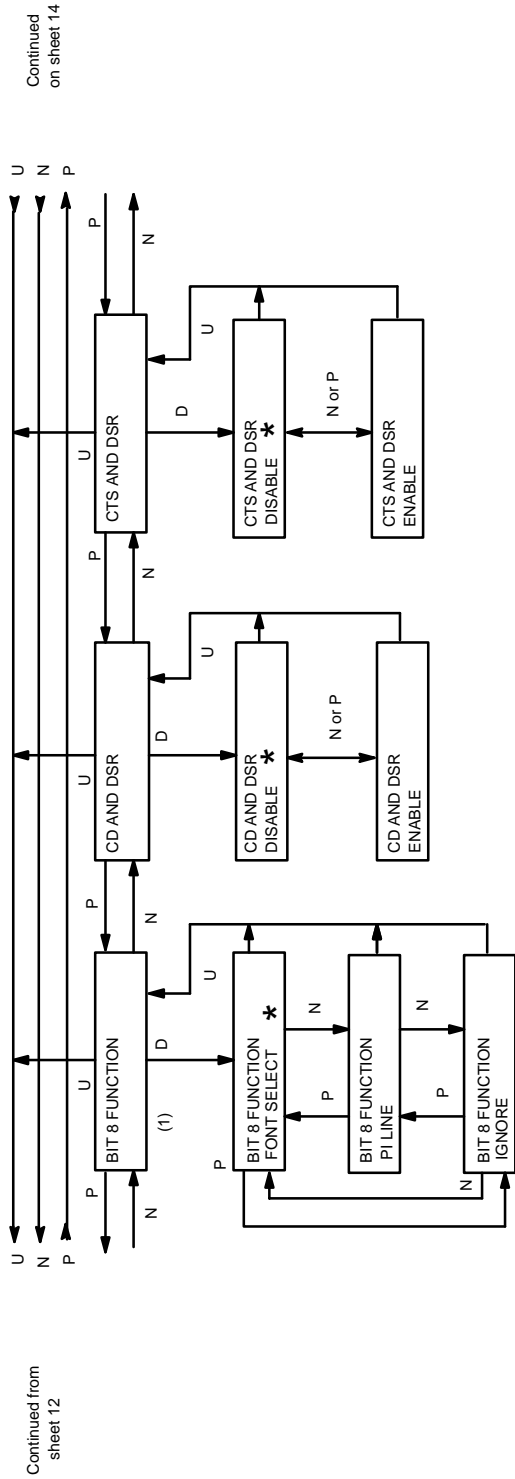 Continued from
sheet 12
Continued
on sheet 14
U
U
N
N
P
P
P
N
BIT 8 FUNCTION
U
(1)
D
P
N
CD AND DSR
U
D
P
N
CTS AND DSR
U
D
P
N
BIT 8 FUNCTION
FONT SELECT
*
U
P
N
P
BIT 8 FUNCTION
PI LINE
P
N
BIT 8 FUNCTION
IGNORE
N
CD AND DSR
DISABLE
*
U
N or P
CD AND DSR
ENABLE
CTS AND DSR
DISABLE
*
U
N or P
CTS AND DSR
ENABLE